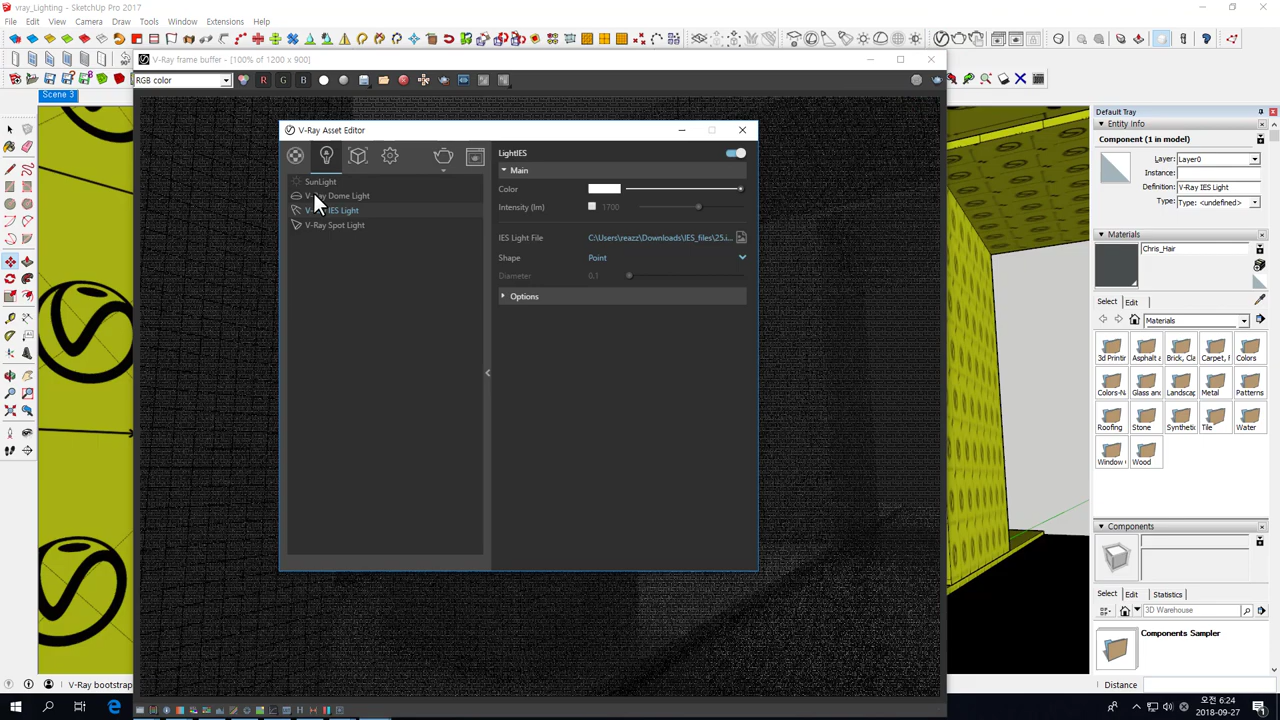 vray_Lighting - SketchUp Pro 2017
File Edit View Camera Draw Tools Window Extensions Help
V-Ray frame buffer - [100% of 1200 x 900]
RGB color
R G B
Scene 3
V-Ray Asset Editor
SunLight
V-Ray Dome Light
IES Light
V-Ray Spot Light
LightIES
Main
Color
Intensity (lm) 1700
IES Light File C:\Users\reazz\Downloads\IES_files\25.i...
Shape Point
Diameter 0.1
Options
Default Tray
Entity Info
Component (1 in model)
Layer: Layer0
Instance:
Definition: V-Ray IES Light
Type: Type: <undefined>
Materials
Chris_Hair
Select Edit
Materials
3d Printir Asphalt a Brick, Cla Carpet, F Colors
Colors-N Glass and Landscap Metal Patterns
Roofing Stone Synthetic Tile Water
Window Wood
Components
Select Edit Statistics
3D Warehouse
Components Sampler
V-Ray bootstrap
Distance
오전 6:24
2018-09-27